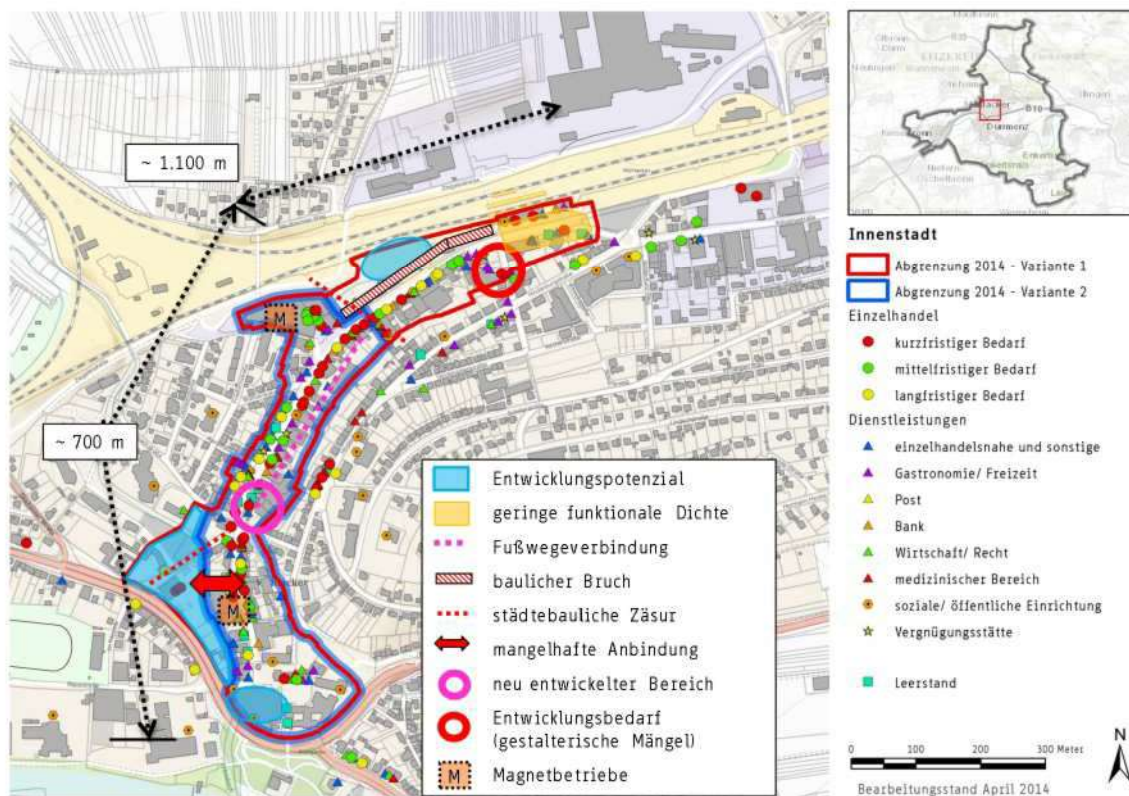 ~ 1.100 m
~ 700 m
M
M
Entwicklungspotenzial
geringe funktionale Dichte
Fußwegeverbindung
baulicher Bruch
städtebauliche Zäsur
mangelhafte Anbindung
neu entwickelter Bereich
Entwicklungsbedarf
(gestalterische Mängel)
M
Magnetbetriebe
B10
Dürrmenz
Innenstadt
Abgrenzung 2014 - Variante 1
Abgrenzung 2014 - Variante 2
Einzelhandel
kurzfristiger Bedarf
mittelfristiger Bedarf
langfristiger Bedarf
Dienstleistungen
einzelhandelsnahe und sonstige
Gastronomie/ Freizeit
Post
Bank
Wirtschaft/ Recht
medizinischer Bereich
soziale/ öffentliche Einrichtung
Vergnügungsstätte
Leerstand
N
0 100 200 300 Meter
Bearbeitungsstand April 2014